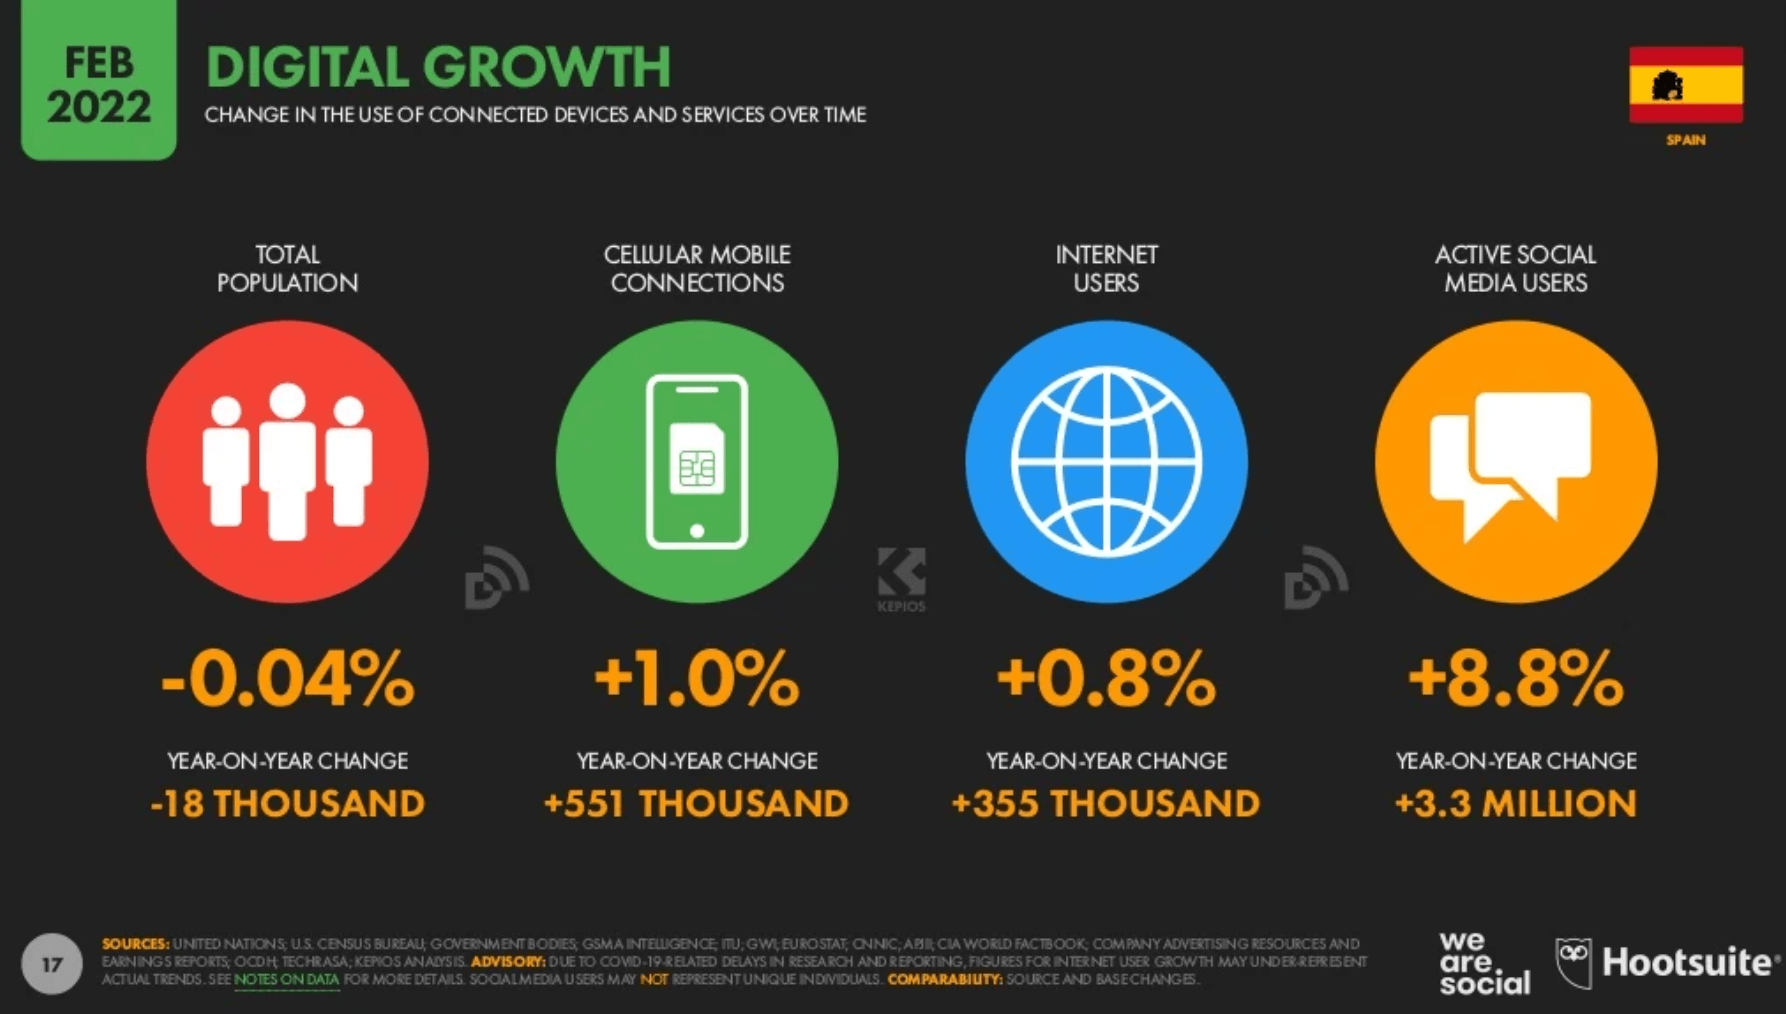 FEB
2022
DIGITAL GROWTH
CHANGE IN THE USE OF CONNECTED DEVICES AND SERVICES OVER TIME
SPAIN
TOTAL
POPULATION
CELLULAR MOBILE
CONNECTIONS
INTERNET
USERS
ACTIVE SOCIAL
MEDIA USERS
KEPIOS
-0.04%
+1.0%
+0.8%
+8.8%
YEAR-ON-YEAR CHANGE
YEAR-ON-YEAR CHANGE
YEAR-ON-YEAR CHANGE
YEAR-ON-YEAR CHANGE
-18 THOUSAND
+551 THOUSAND
+355 THOUSAND
+3.3 MILLION
17
SOURCES: UNITED NATIONS; U.S. CENSUS BUREAU; GOVERNMENT BODIES; GSMA INTELLIGENCE; ITU; GWI; EUROSTAT; CNNIC; APJII; CIA WORLD FACTBOOK; COMPANY ADVERTISING RESOURCES AND
EARNINGS REPORTS; OCDH; TECHRASA; KEPIOS ANALYSIS. ADVISORY: DUE TO COVID-19-RELATED DELAYS IN RESEARCH AND REPORTING, FIGURES FOR INTERNET USER GROWTH MAY UNDER-REPRESENT
ACTUAL TRENDS. SEE NOTES ON DATA FOR MORE DETAILS. SOCIAL MEDIA USERS MAY NOT REPRESENT UNIQUE INDIVIDUALS. COMPARABILITY: SOURCE AND BASE CHANGES.
we
are
social
Hootsuite